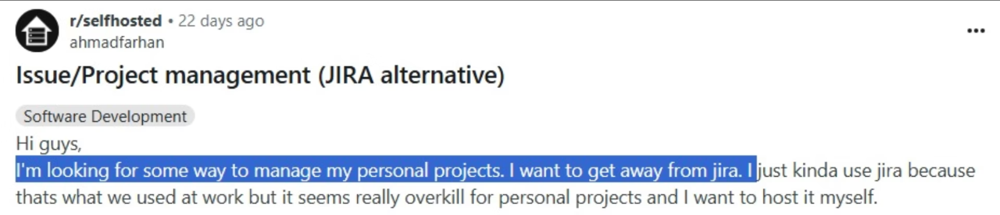 r/selfhosted • 22 days ago
ahmadfarhan
Issue/Project management (JIRA alternative)
Software Development
Hi guys,
I'm looking for some way to manage my personal projects. I want to get away from jira. I just kinda use jira because
thats what we used at work but it seems really overkill for personal projects and I want to host it myself.